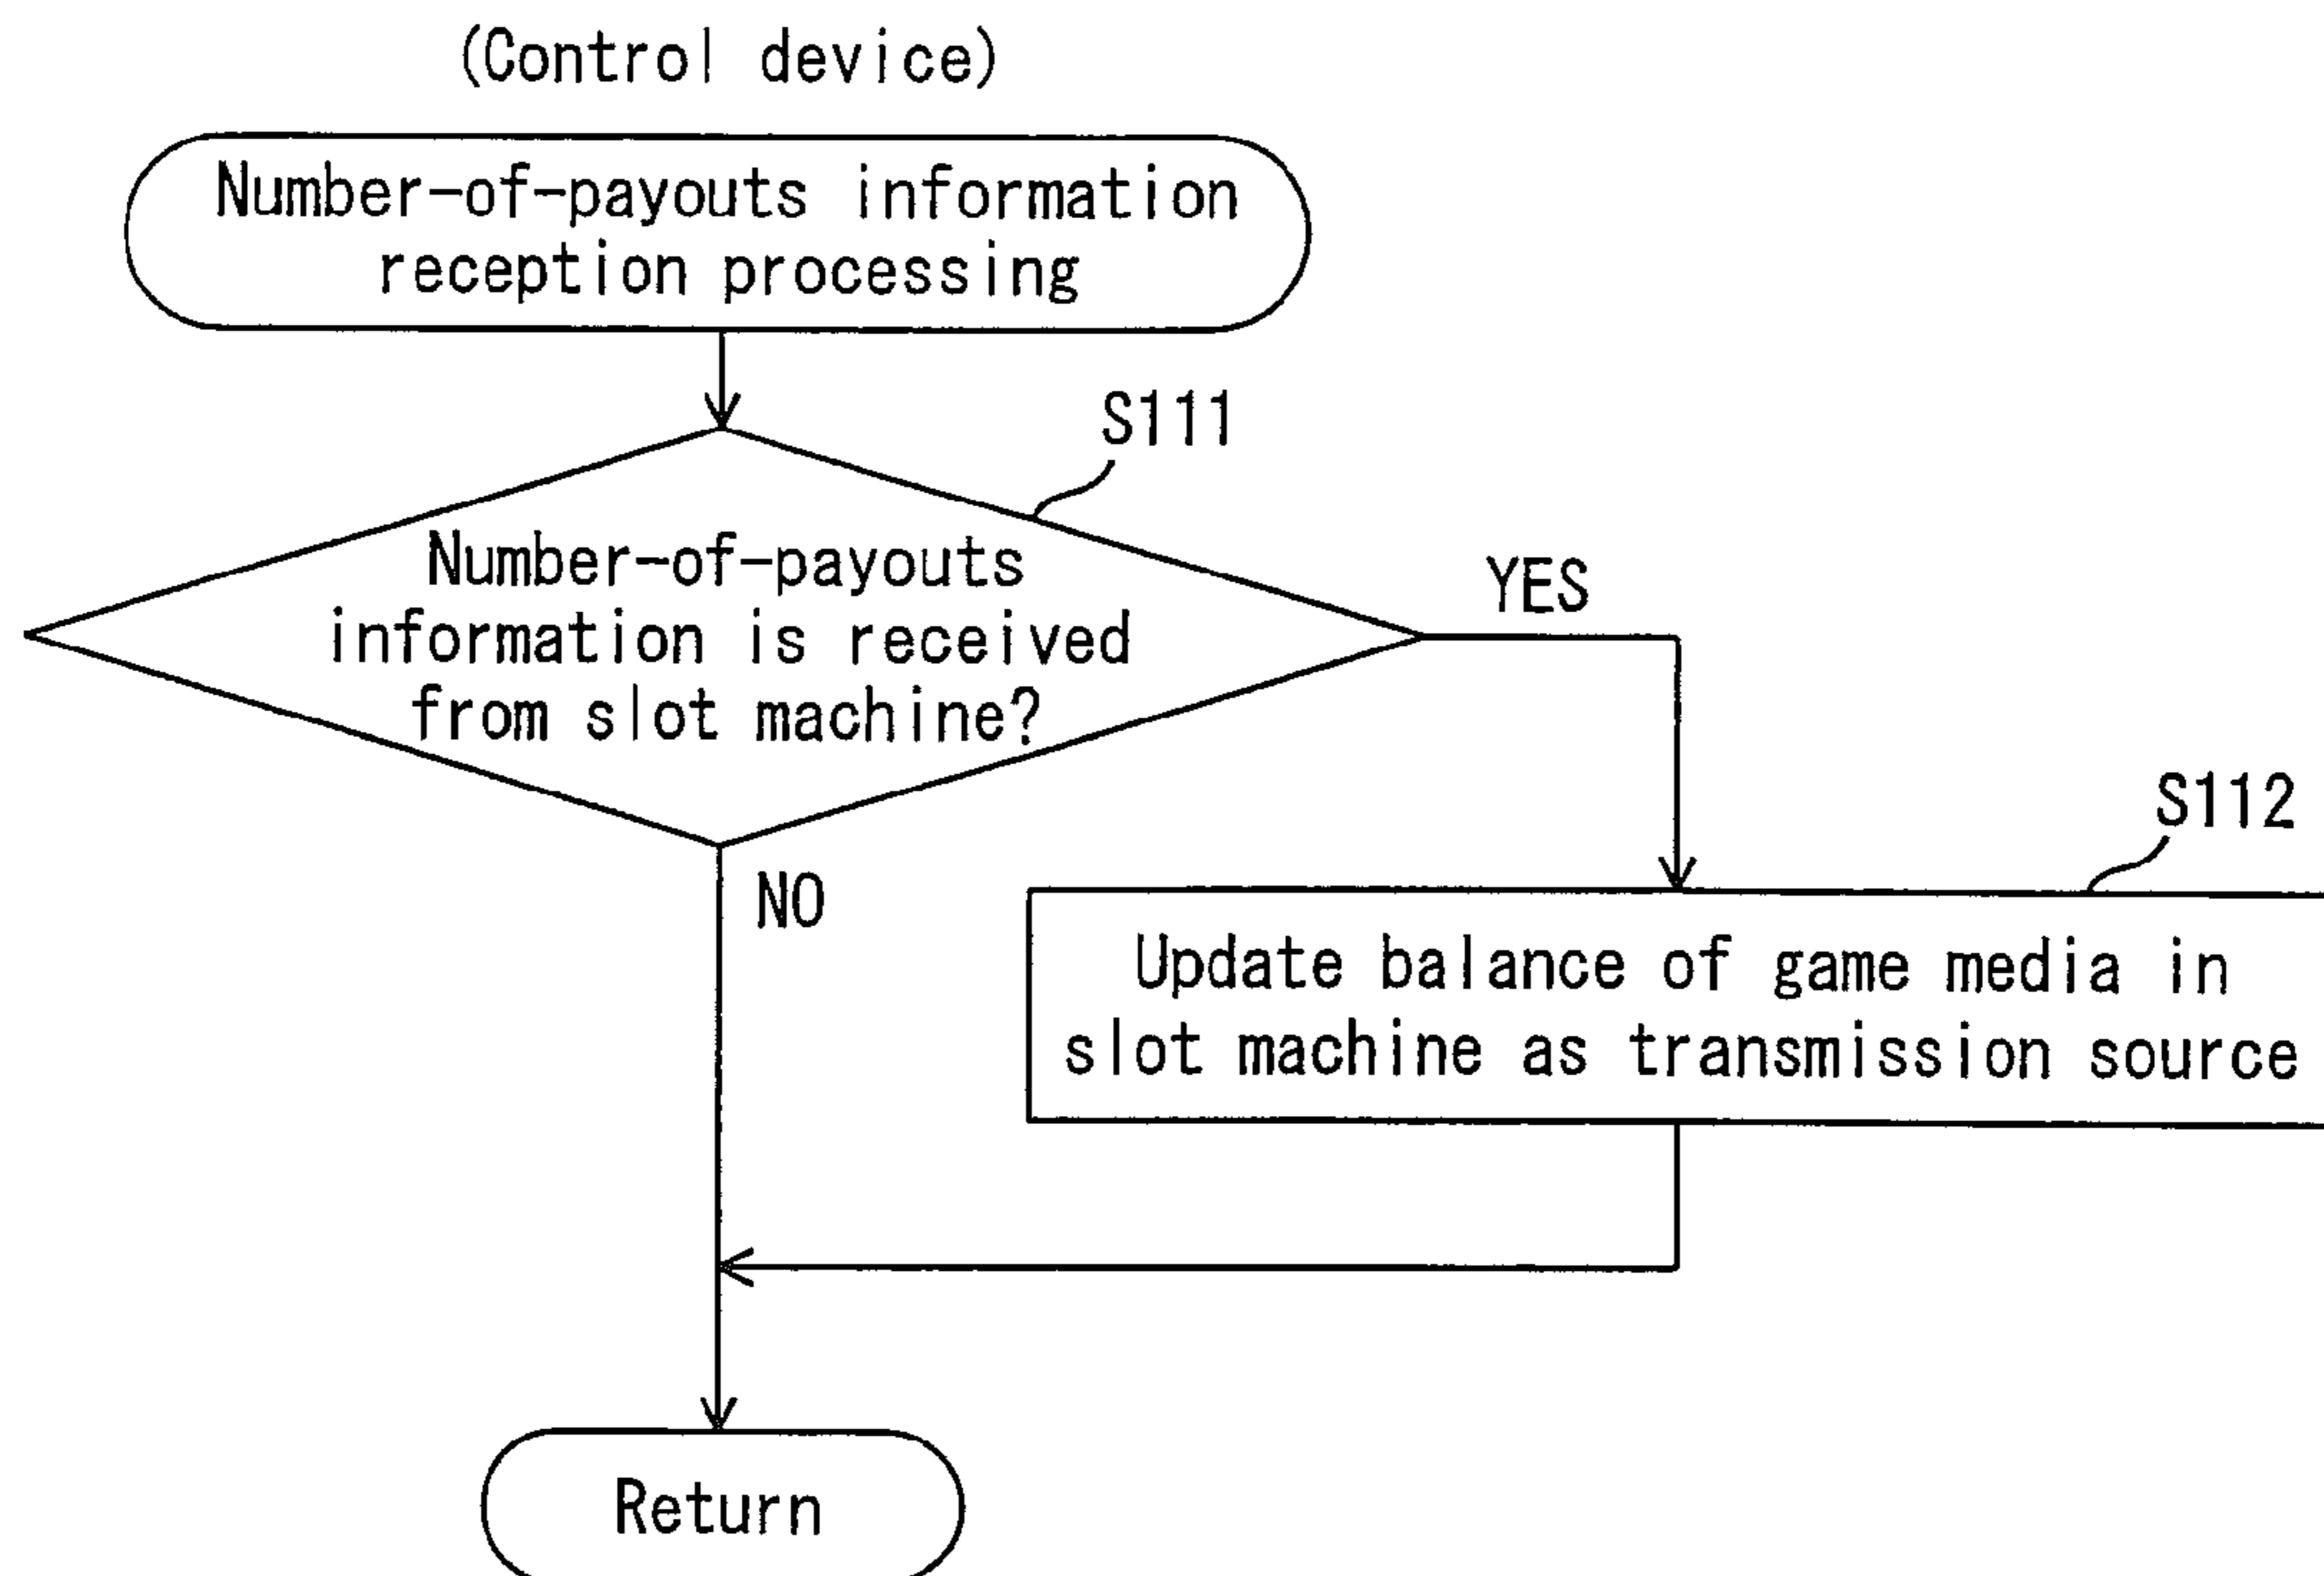 (Control device)
Number-of-payouts information
reception processing
S111
Number-of-payouts
information is received
from slot machine?
YES
NO
S112
Update balance of game media in
slot machine as transmission source
Return